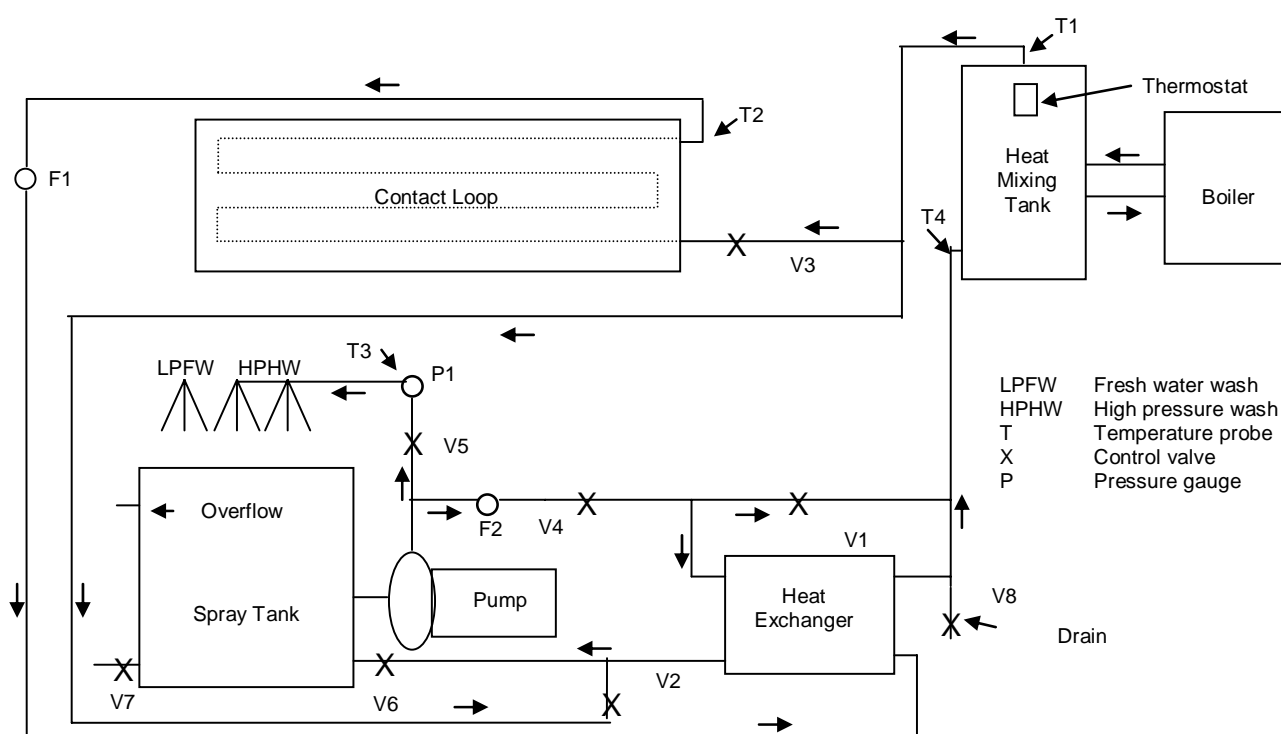 T1
Thermostat
T2
F1
Contact Loop
Heat
Mixing
Tank
Boiler
T4
V3
T3
LPFW HPHW
P1
LPFW Fresh water wash
HPHW High pressure wash
T Temperature probe
X Control valve
P Pressure gauge
V5
Overflow
F2
V4
V1
Spray Tank
Pump
Heat
Exchanger
V8
Drain
V7
V6
V2